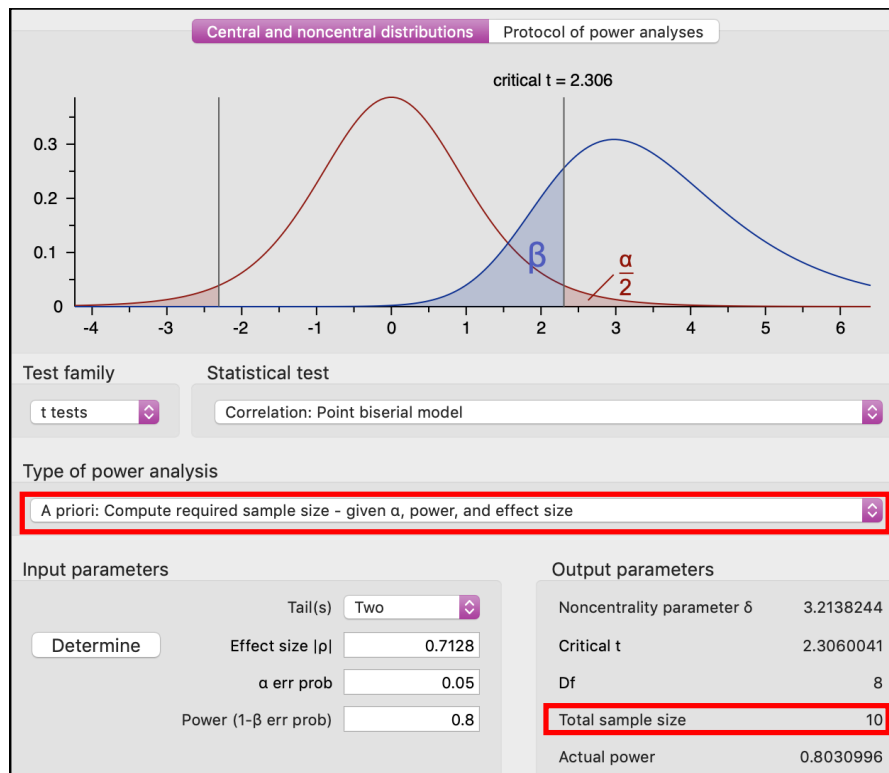 Central and noncentral distributions Protocol of power analyses
critical t = 2.306
0.3
0.2
0.1
0
β
α
2
-4 -3 -2 -1 0 1 2 3 4 5 6
Test family Statistical test
t tests Correlation: Point biserial model
Type of power analysis
A priori: Compute required sample size - given α, power, and effect size
Input parameters Output parameters
Tail(s) Two Noncentrality parameter δ 3.2138244
Determine Effect size |ρ| 0.7128 Critical t 2.3060041
α err prob 0.05 Df 8
Power (1-β err prob) 0.8 Total sample size 10
Actual power 0.8030996